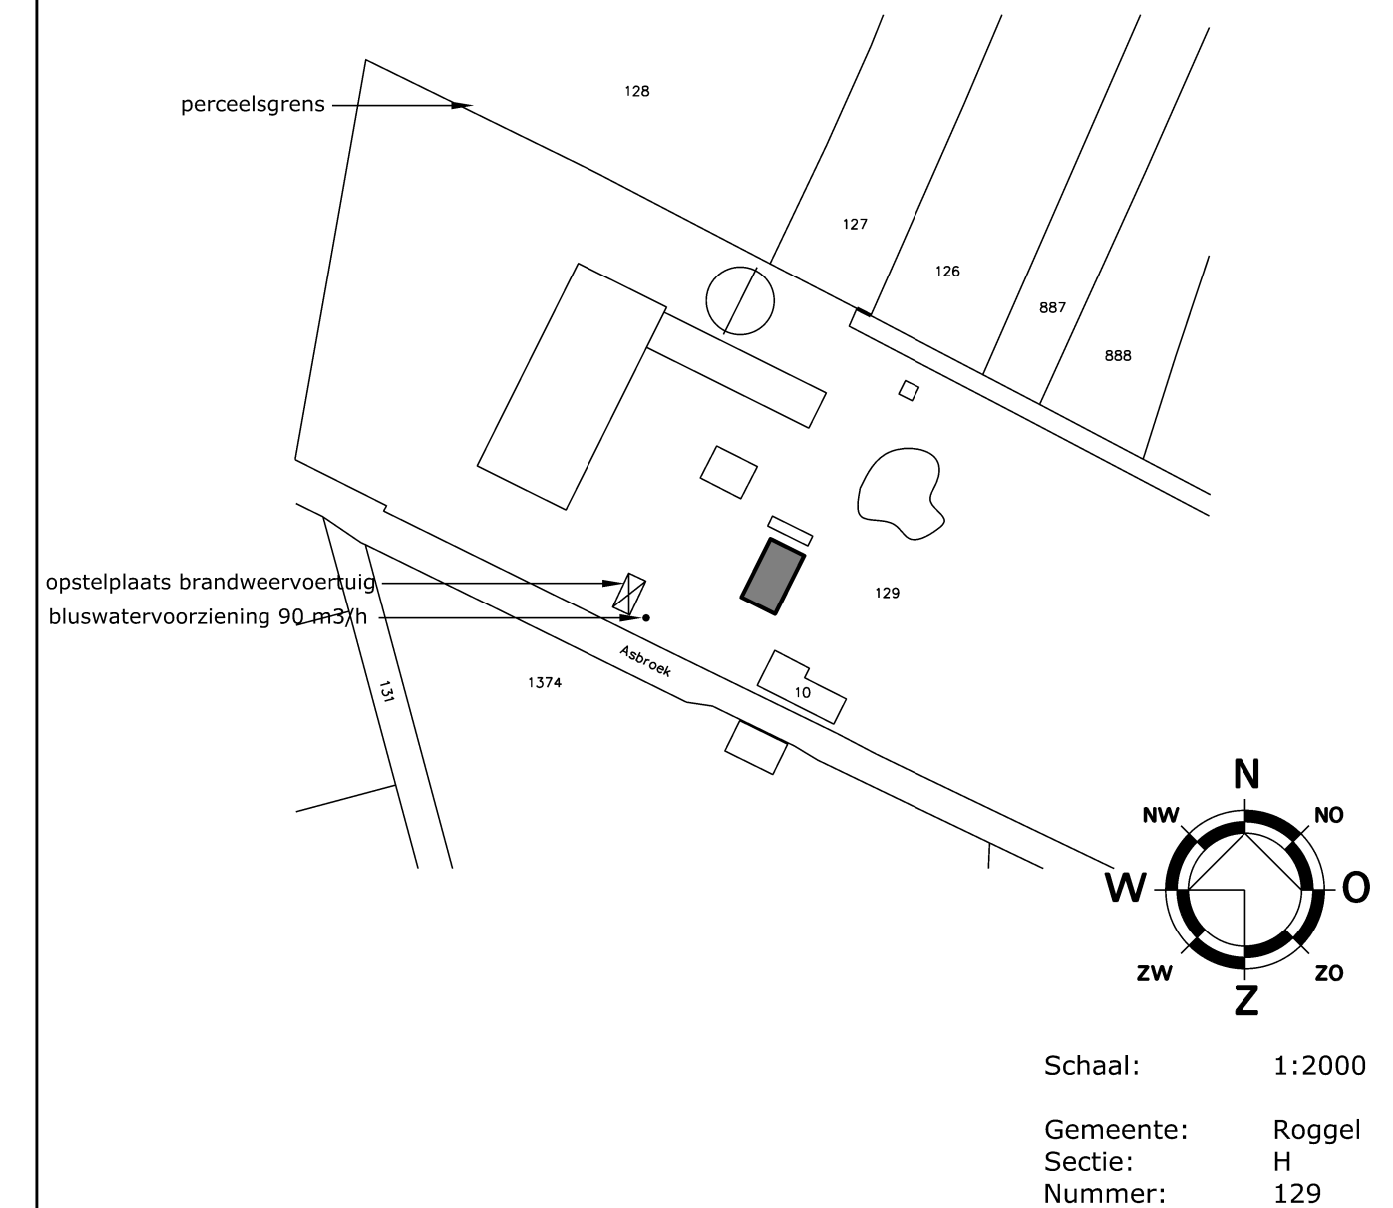 128
perceelsgrens
127
126
887
888
opstelplaats brandweervoertuig
129
bluswatervoorziening 90 m3/h
Asbroek
1374
131
10
N
NW
NO
W
O
ZW
ZO
Z
Schaal: 1:2000
Gemeente: Roggel
Sectie: H
Nummer: 129